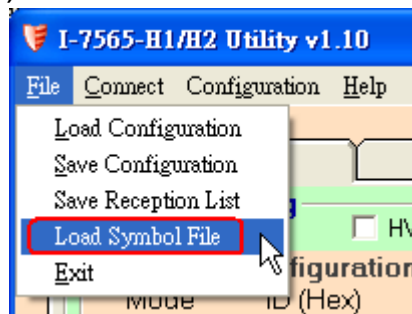 I-7565-H1/H2 Utility v1.10
File Connect Configuration Help
Load Configuration
Save Configuration
Save Reception List
Load Symbol File
Exit
Mode ID (Hex)